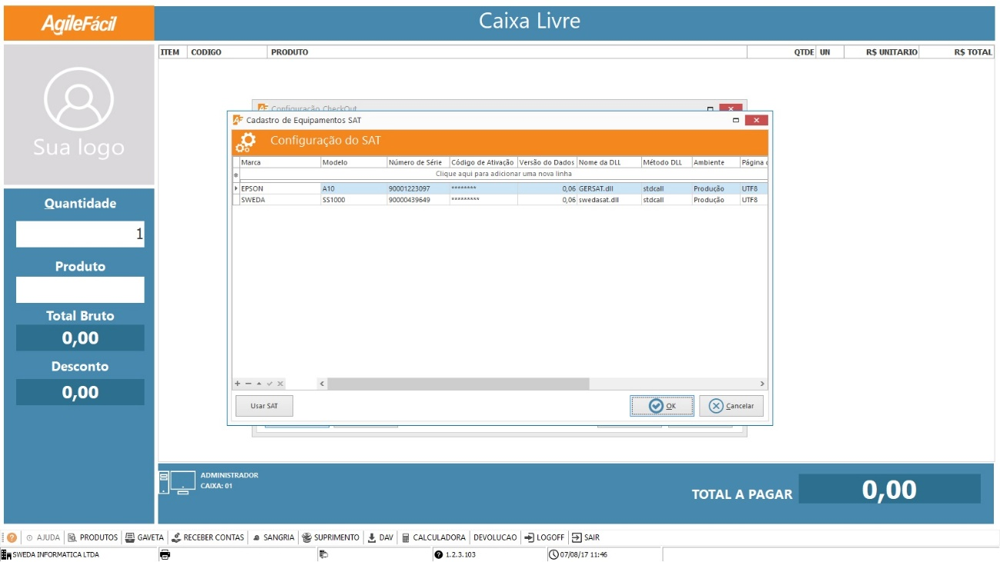 AgileFácil
Caixa Livre
ITEM CODIGO PRODUTO QTDE UN R$ UNITARIO R$ TOTAL
Sua logo
Configuração CheckOut
Cadastro de Equipamentos SAT
Configuração do SAT
Marca Modelo Número de Série Código de Ativação Versão do Dados Nome da DLL Método DLL Ambiente Página
Clique aqui para adicionar uma nova linha
EPSON A10 90001223097 ******** 0,06 GERSAT.dll stdcall Produção UTF8
SWEDA SS1000 90000439649 ********* 0,06 swedasat.dll stdcall Produção UTF8
Quantidade
1
Produto
Total Bruto
0,00
Desconto
0,00
Usar SAT OK Cancelar
ADMINISTRADOR
CAIXA: 01
TOTAL A PAGAR 0,00
AJUDA PRODUTOS GAVETA RECEBER CONTAS SANGRIA SUPRIMENTO DAV CALCULADORA DEVOLUCAO LOGOFF SAIR
SWEDA INFORMATICA LTDA 1.2.3.103 07/08/17 11:46